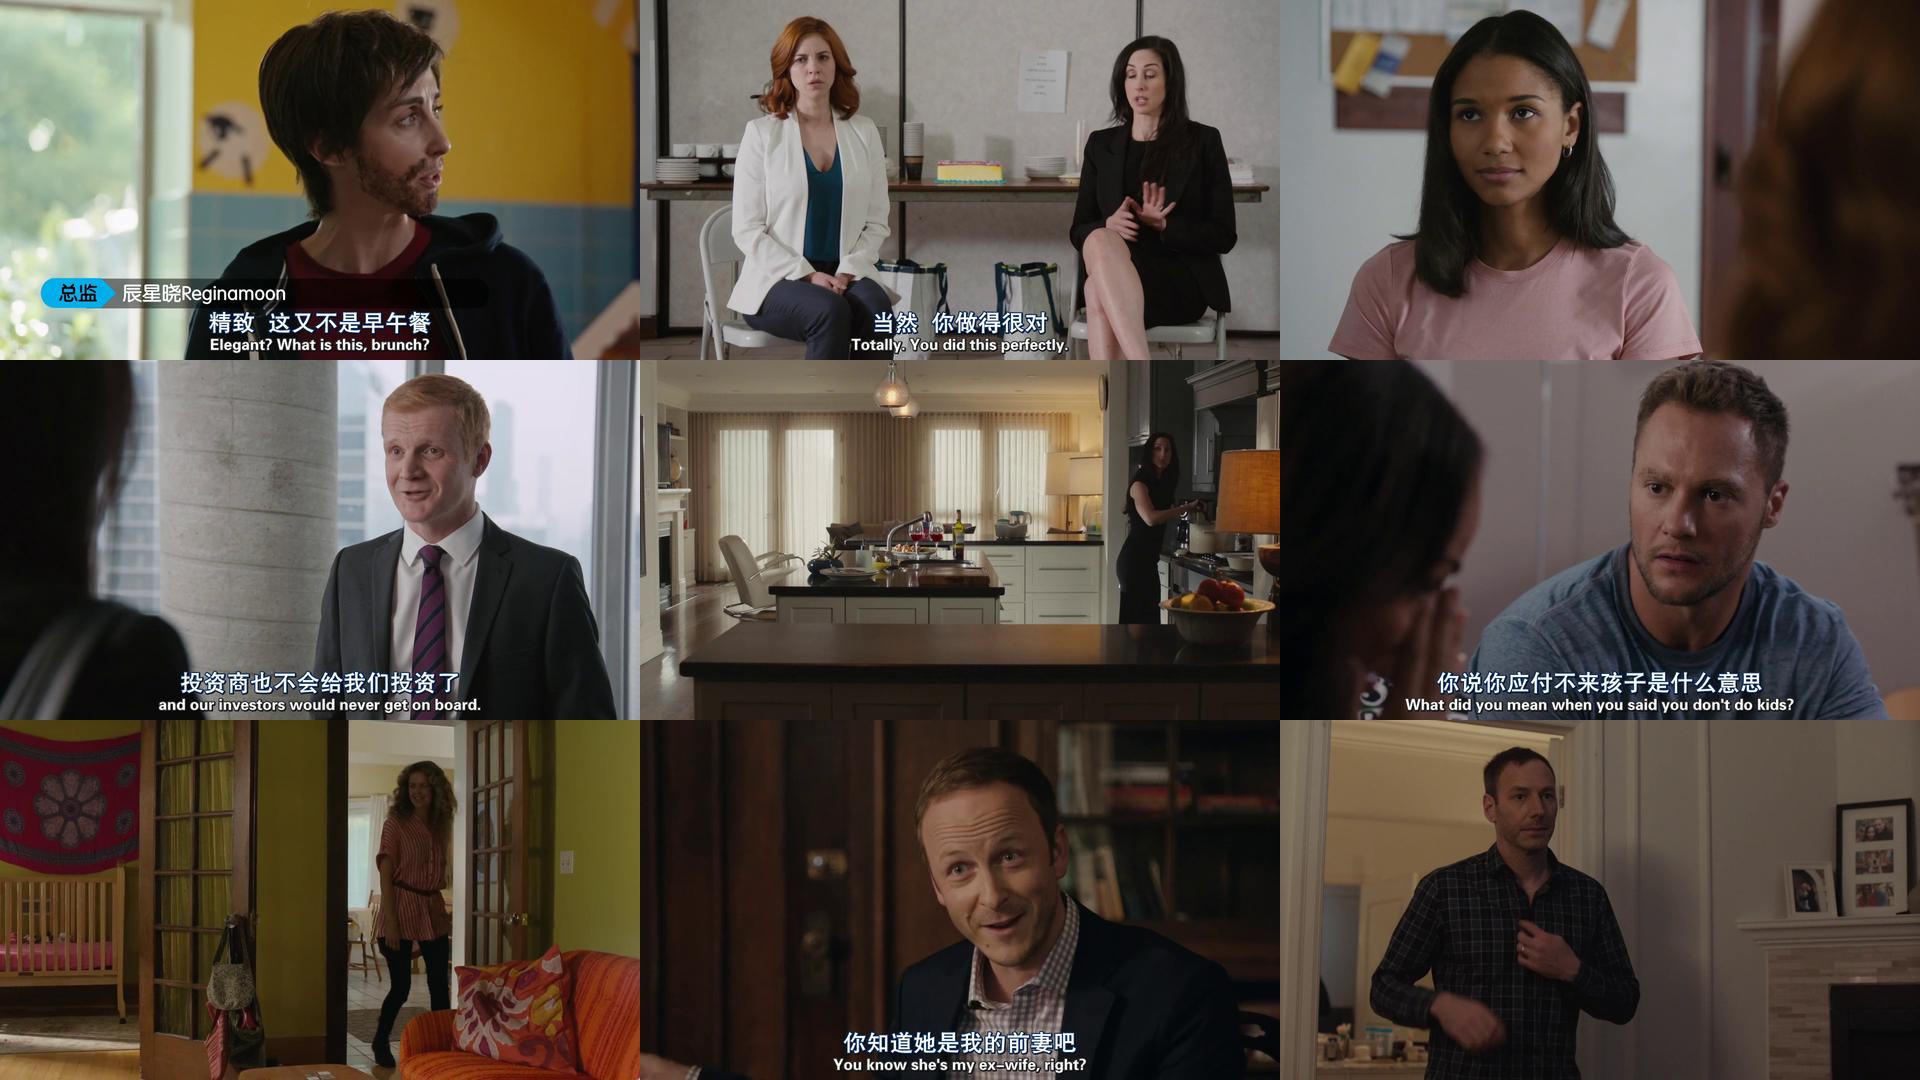 总监 辰星晓Reginamoon
精致 这又不是早午餐
Elegant? What is this, brunch?
当然 你做得很对
Totally. You did this perfectly.
投资商也不会给我们投资了
and our investors would never get on board.
你说你应付不来孩子是什么意思
What did you mean when you said you don't do kids?
你知道她是我的前妻吧
You know she's my ex-wife, right?